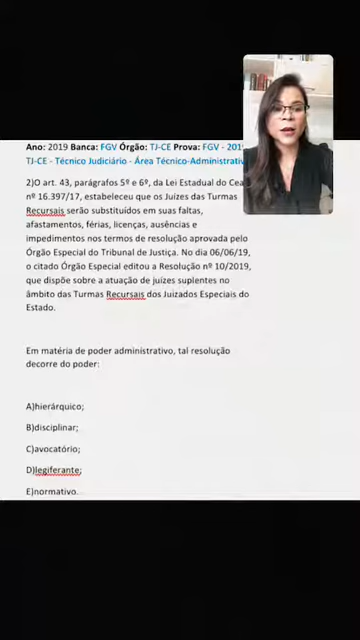 Ano: 2019 Banca: FGV Órgão: TJ-CE Prova: FGV - 201
TJ-CE - Técnico Judiciário - Área Técnico-Administrativ
2)O art. 43, parágrafos 5º e 6º, da Lei Estadual do Cea
nº 16.397/17, estabeleceu que os Juízes das Turmas
Recursais serão substituídos em suas faltas,
afastamentos, férias, licenças, ausências e
impedimentos nos termos de resolução aprovada pelo
Órgão Especial do Tribunal de Justiça. No dia 06/06/19,
o citado Órgão Especial editou a Resolução nº 10/2019,
que dispõe sobre a atuação de juízes suplentes no
âmbito das Turmas Recursais dos Juizados Especiais do
Estado.
Em matéria de poder administrativo, tal resolução
decorre do poder:
A)hierárquico;
B)disciplinar;
C)avocatório;
D)legiferante;
E)normativo.